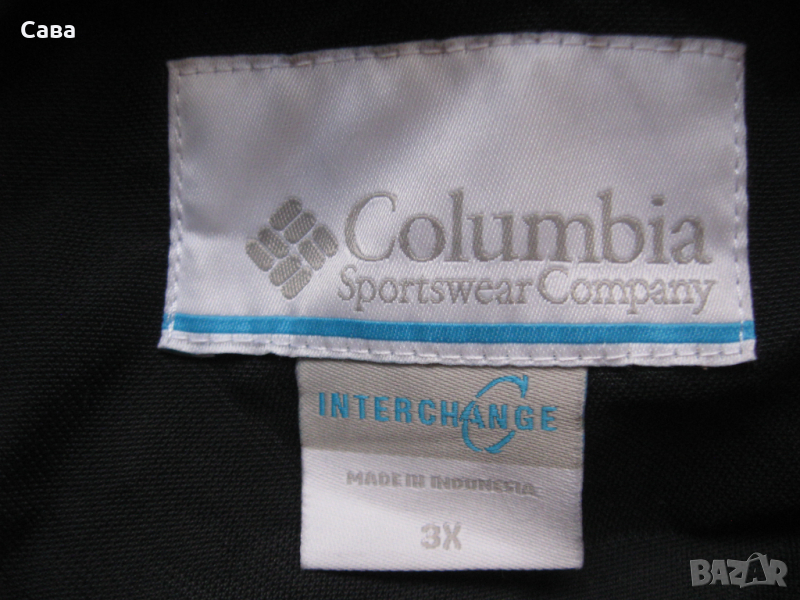 Сава
Columbia
Sportswear Company
INTERCHANGE
MADE IN INDONESIA
3X
BAZAR